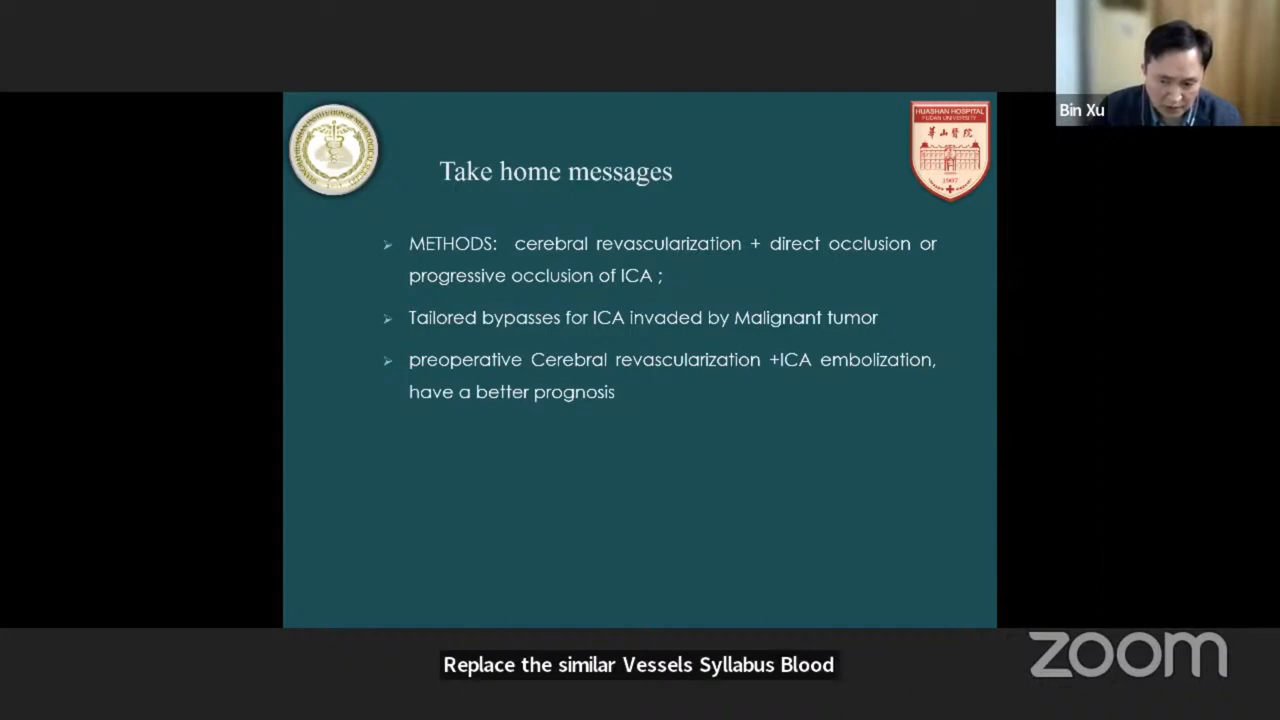 Bin Xu
HUASHAN HOSPITAL
FUDAN UNIVERSITY
華山醫院
1907
Take home messages
METHODS: cerebral revascularization + direct occlusion or
progressive occlusion of ICA ;
Tailored bypasses for ICA invaded by Malignant tumor
preoperative Cerebral revascularization +ICA embolization,
have a better prognosis
Replace the similar Vessels Syllabus Blood
zoom